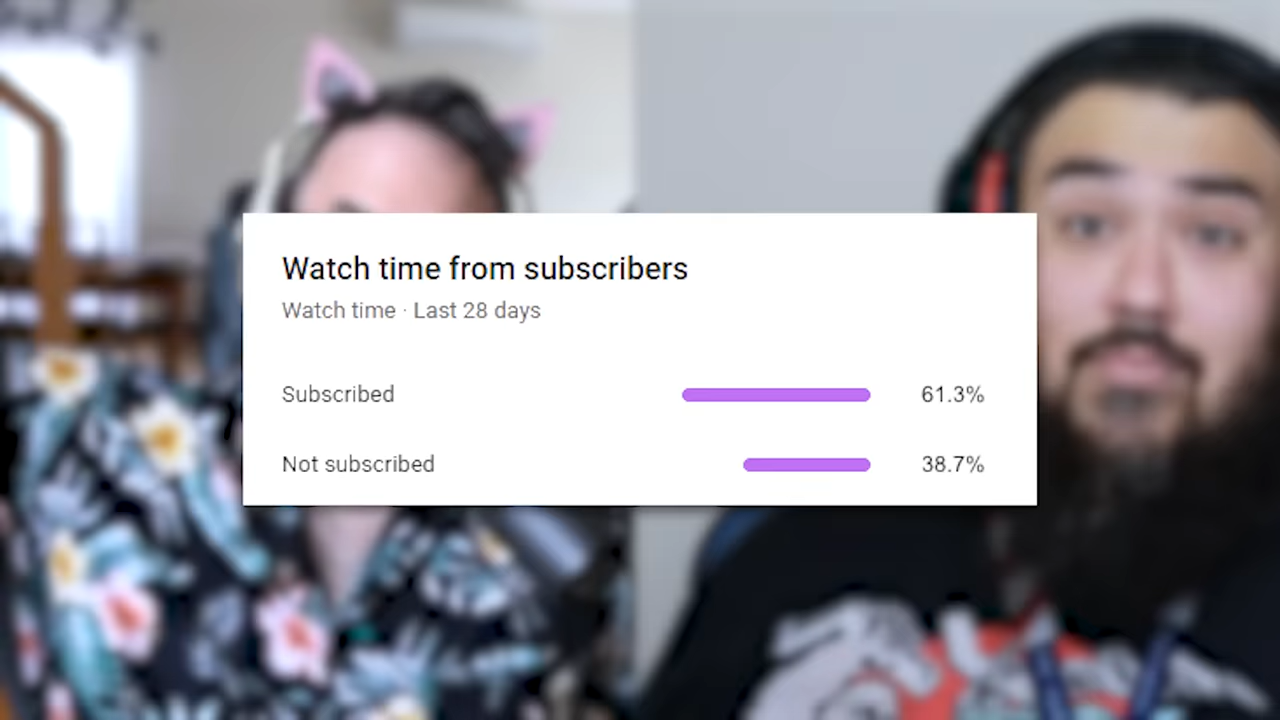 Watch time from subscribers
Watch time · Last 28 days
Subscribed 61.3%
Not subscribed 38.7%